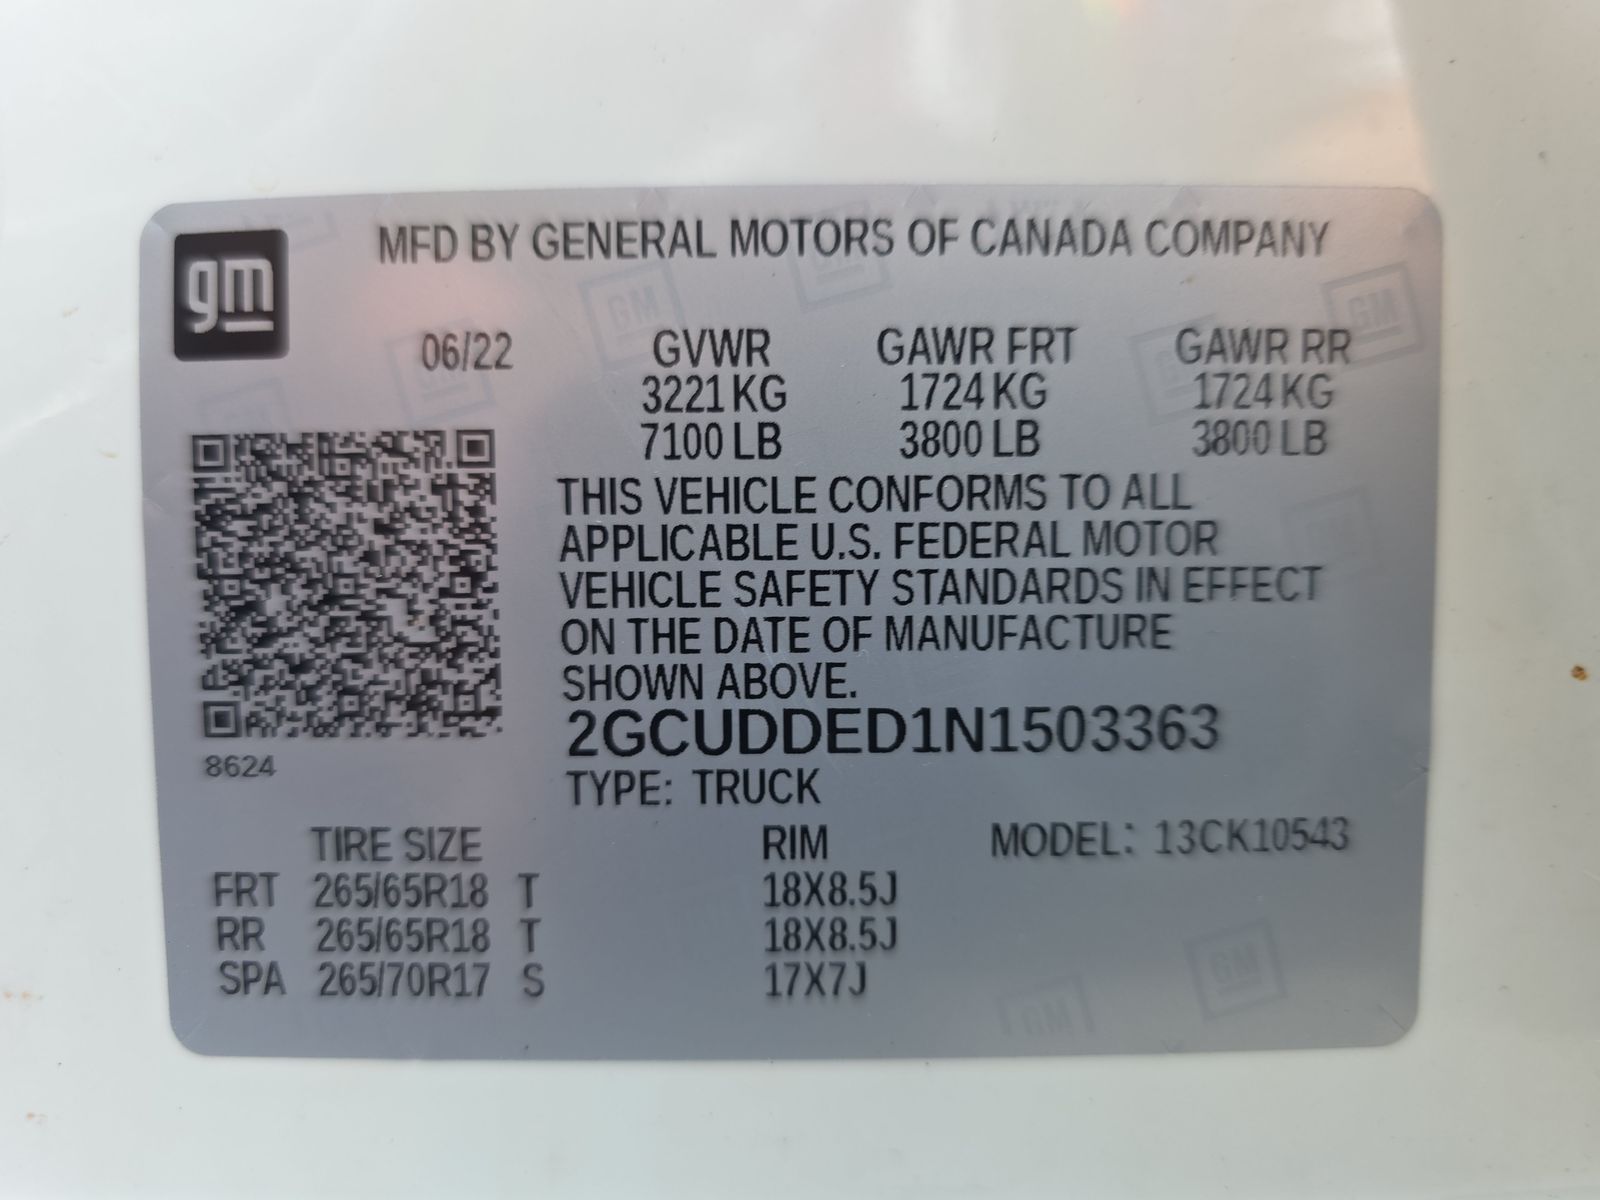 gm
MFD BY GENERAL MOTORS OF CANADA COMPANY
06/22 GVWR GAWR FRT GAWR RR
3221 KG 1724 KG 1724 KG
7100 LB 3800 LB 3800 LB
THIS VEHICLE CONFORMS TO ALL
APPLICABLE U.S. FEDERAL MOTOR
VEHICLE SAFETY STANDARDS IN EFFECT
ON THE DATE OF MANUFACTURE
SHOWN ABOVE.
2GCUDDED1N1503363
8624
TYPE: TRUCK
TIRE SIZE RIM MODEL: 13CK10543
FRT 265/65R18 T 18X8.5J
RR 265/65R18 T 18X8.5J
SPA 265/70R17 S 17X7J